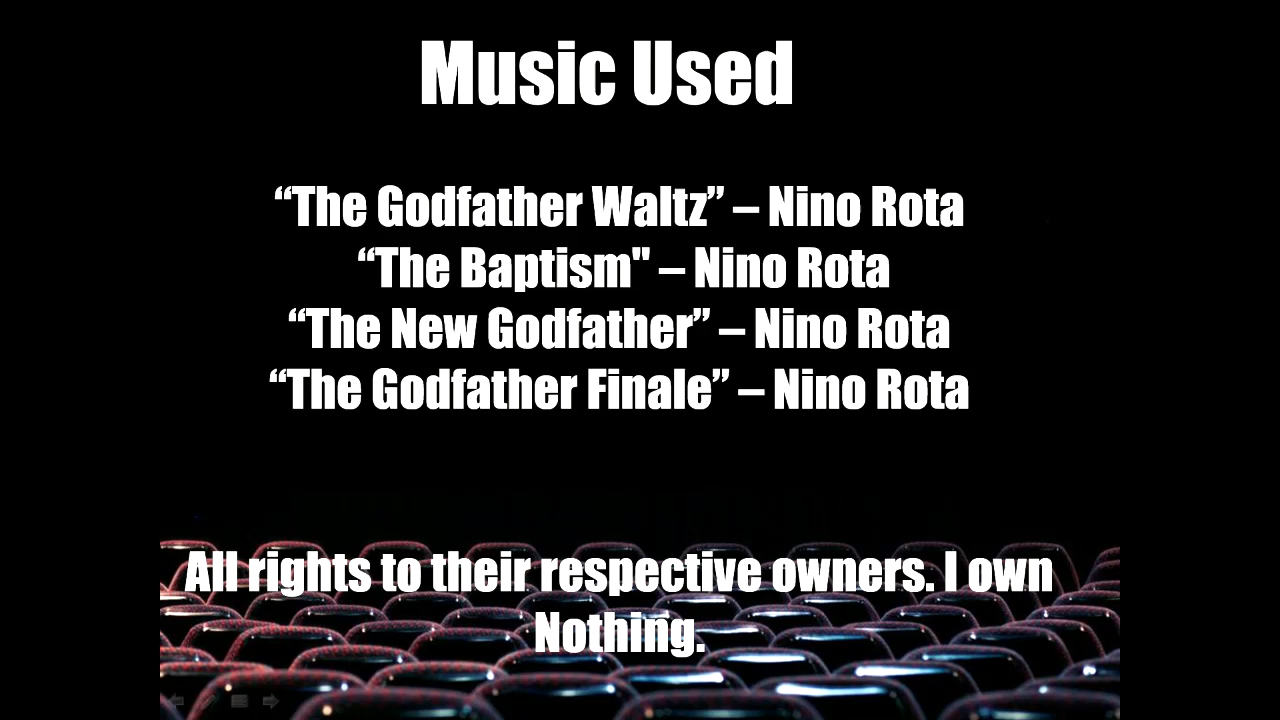 Music Used
“The Godfather Waltz” – Nino Rota
“The Baptism" – Nino Rota
“The New Godfather” – Nino Rota
“The Godfather Finale” – Nino Rota
All rights to their respective owners. I own
Nothing.